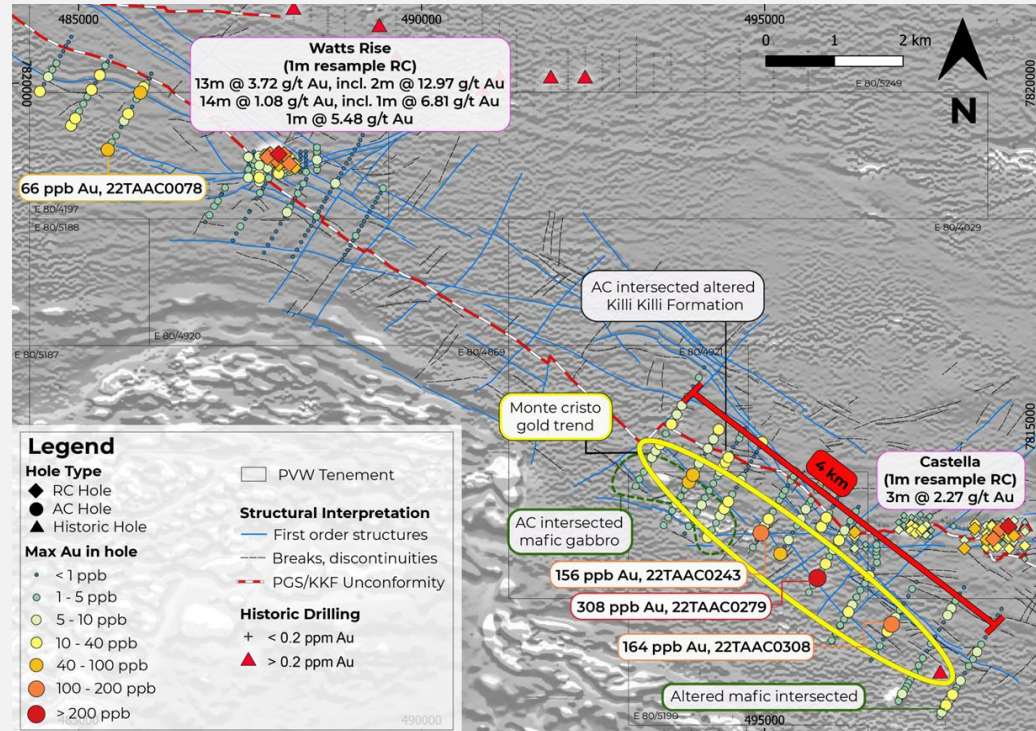 485000
490000
495000
Watts Rise
(1m resample RC)
13m @ 3.72 g/t Au, incl. 2m @ 12.97 g/t Au
14m @ 1.08 g/t Au, incl. 1m @ 6.81 g/t Au
1m @ 5.48 g/t Au
0 1 2 km
E 80/5249
N
7820000
7820000
66 ppb Au, 22TAAC0078
E 80/4197
E 80/5188
E 80/4029
AC intersected altered
Killi Killi Formation
E 80/4920
E 80/5187
E 80/4869
E 80/4921
Monte cristo
gold trend
7815000
4 km
Castella
(1m resample RC)
3m @ 2.27 g/t Au
AC intersected
mafic gabbro
156 ppb Au, 22TAAC0243
308 ppb Au, 22TAAC0279
164 ppb Au, 22TAAC0308
Altered mafic intersected
E 80/5190
Legend
Hole Type
RC Hole
AC Hole
Historic Hole
Max Au in hole
< 1 ppb
1 - 5 ppb
5 - 10 ppb
10 - 40 ppb
40 - 100 ppb
100 - 200 ppb
> 200 ppb
PVW Tenement
Structural Interpretation
First order structures
Breaks, discontinuities
PGS/KKF Unconformity
Historic Drilling
< 0.2 ppm Au
> 0.2 ppm Au
485000
490000
495000